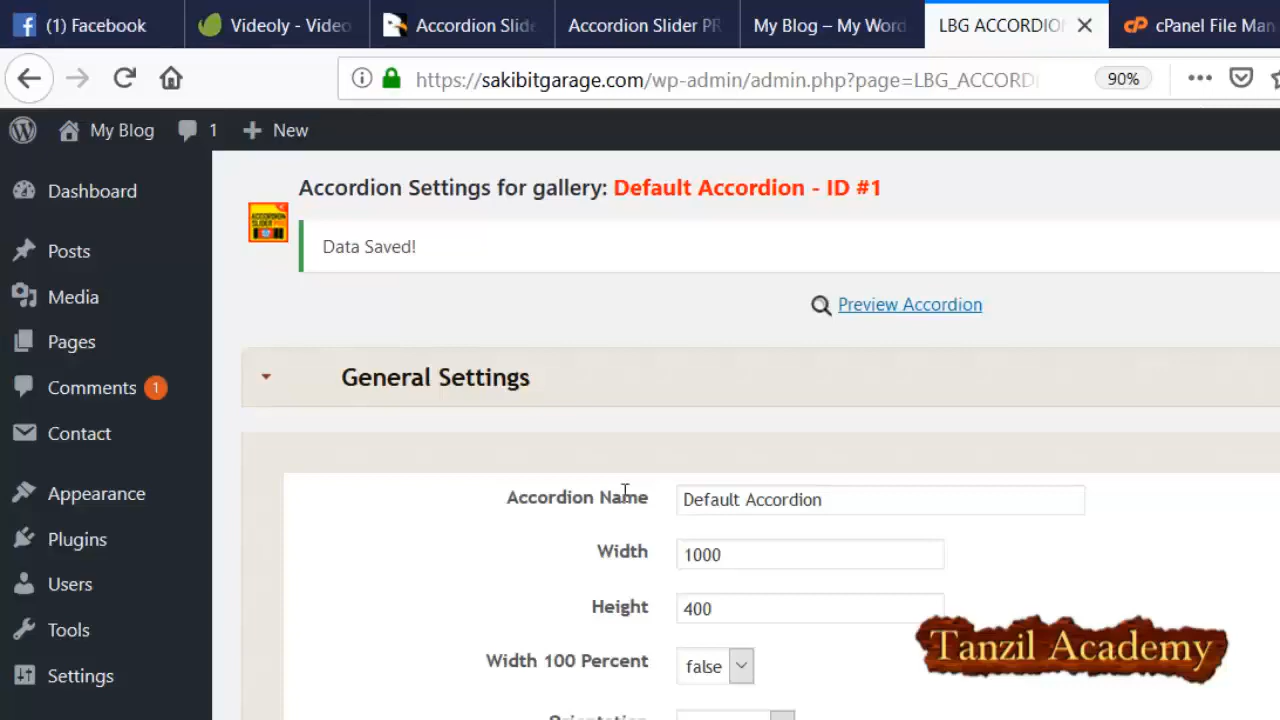 (1) Facebook
Videoly - Video
Accordion Slide
Accordion Slider PR
My Blog – My Word
LBG ACCORDION
cPanel File Man
https://sakibitgarage.com/wp-admin/admin.php?page=LBG_ACCORDI
90%
My Blog
1
New
Dashboard
Posts
Media
Pages
Comments 1
Contact
Appearance
Plugins
Users
Tools
Settings
Accordion Settings for gallery: Default Accordion - ID #1
Data Saved!
Preview Accordion
General Settings
Accordion Name
Default Accordion
Width
1000
Height
400
Width 100 Percent
false
Orientation
Tanzil Academy